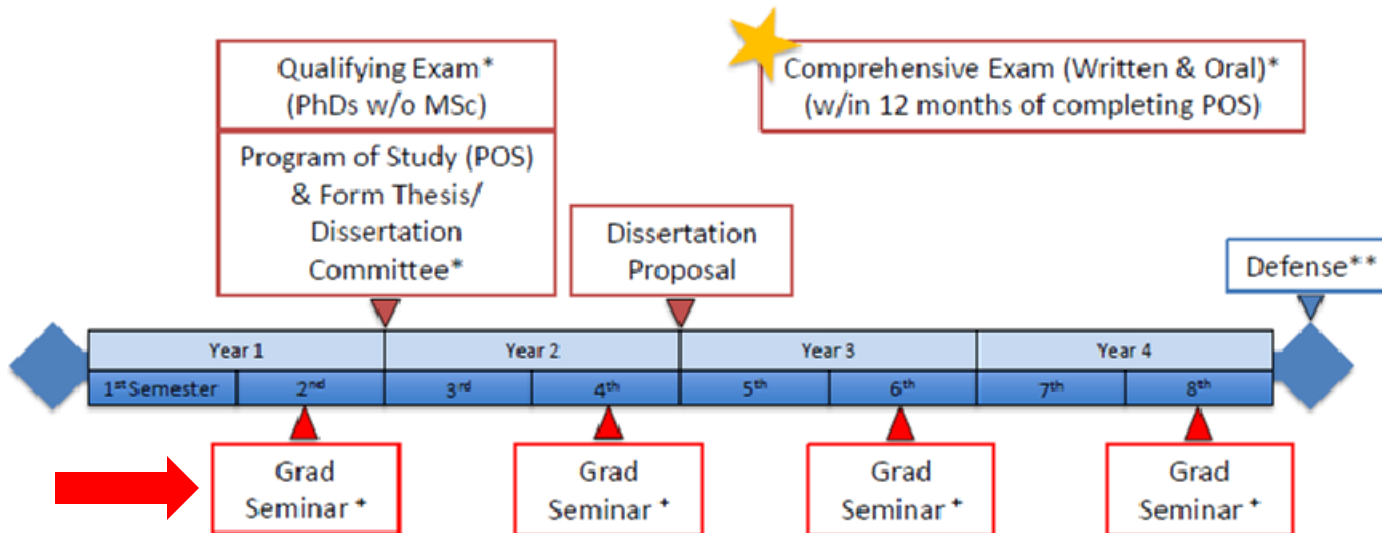 Qualifying Exam*
(PhDs w/o MSc)
Program of Study (POS)
& Form Thesis/
Dissertation
Committee*
Comprehensive Exam (Written & Oral)*
(w/in 12 months of completing POS)
Dissertation
Proposal
Defense**
Year 1
Year 2
Year 3
Year 4
1st Semester
2nd
3rd
4th
5th
6th
7th
8th
Grad
Seminar +
Grad
Seminar +
Grad
Seminar +
Grad
Seminar +